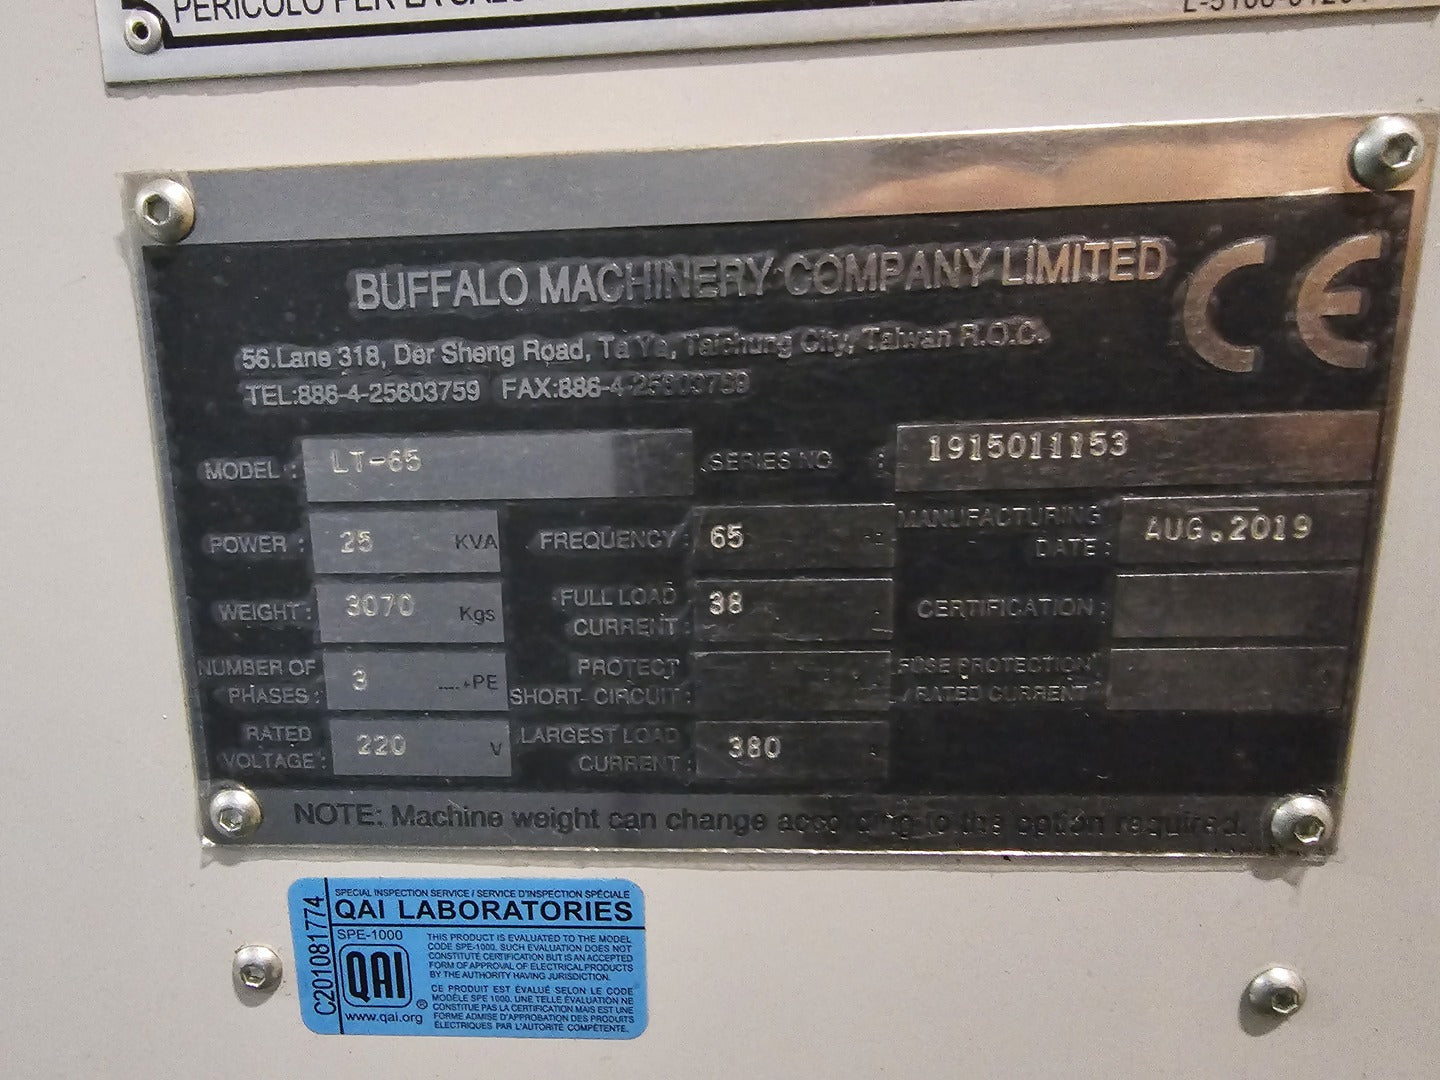 PERICOLO PER LA
BUFFALO MACHINERY COMPANY LIMITED
CE
56.Lane 318, Der Sheng Road, Ta Ya, Taichung City, Taiwan R.O.C.
TEL:886-4-25603759 FAX:886-4-25603759
MODEL : LT-65 SERIES NO : 1915011153
POWER : 25 KVA FREQUENCY : 65 MANUFACTURING DATE : AUG.2019
WEIGHT : 3070 Kgs FULL LOAD CURRENT : 38 CERTIFICATION :
NUMBER OF PHASES : 3 +PE PROTECT SHORT- CIRCUIT : FUSE PROTECTION / RATED CURRENT
RATED VOLTAGE : 220 V LARGEST LOAD CURRENT : 380
NOTE: Machine weight can change according to the option required.
C201081774
SPECIAL INSPECTION SERVICE / SERVICE D'INSPECTION SPÉCIALE
QAI LABORATORIES
SPE-1000
QAI
®
www.qai.org
THIS PRODUCT IS EVALUATED TO THE MODEL
CODE SPE-1000. SUCH EVALUATION DOES NOT
CONSTITUTE CERTIFICATION BUT IS AN ACCEPTED
FORM OF APPROVAL OF ELECTRICAL PRODUCTS
BY THE AUTHORITY HAVING JURISDICTION.
CE PRODUIT EST ÉVALUÉ SELON LE CODE
MODÈLE SPE 1000. UNE TELLE ÉVALUATION NE
CONSTITUE PAS LA CERTIFICATION MAIS EST UNE
FORME ADMISE D'APPROBATION DES PRODUITS
ÉLECTRIQUES PAR L'AUTORITÉ COMPÉTENTE.